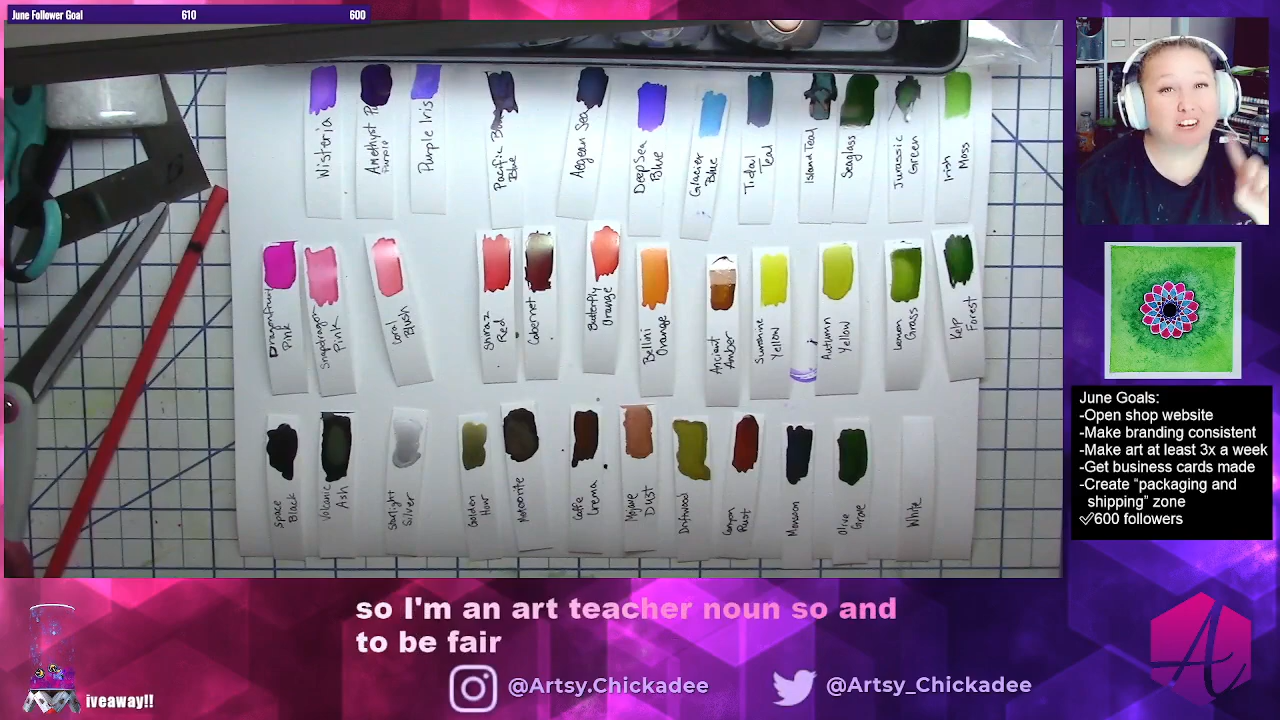 June Follower Goal 610 600
Wisteria
Amethyst
Purple
Purple Iris
Pacific
Blue
Aegean Sea
Deep Sea
Blue
Glacier
Blue
Tidal
Teal
Island Teal
Seaglass
Jurassic
Green
Irish
Moss
Dragonfruit
Pink
Snapdragon
Pink
Coral
Blush
Shiraz
Red
Cabernet
Butterfly
Orange
Bellini
Orange
Ancient
Amber
Sunshine
Yellow
Autumn
Yellow
Lemon
Grass
Kelp
Forest
Space
Black
Volcanic
Ash
Starlight
Silver
Golden
Hour
Meteorite
Caffe
Crema
Mojave
Dust
Driftwood
Canyon
Rust
Monsoon
Olive
Grove
White
June Goals:
-Open shop website
-Make branding consistent
-Make art at least 3x a week
-Get business cards made
-Create "packaging and
shipping" zone
✓600 followers
so I'm an art teacher noun so and
to be fair
iveaway!!
@Artsy.Chickadee
@Artsy_Chickadee
A